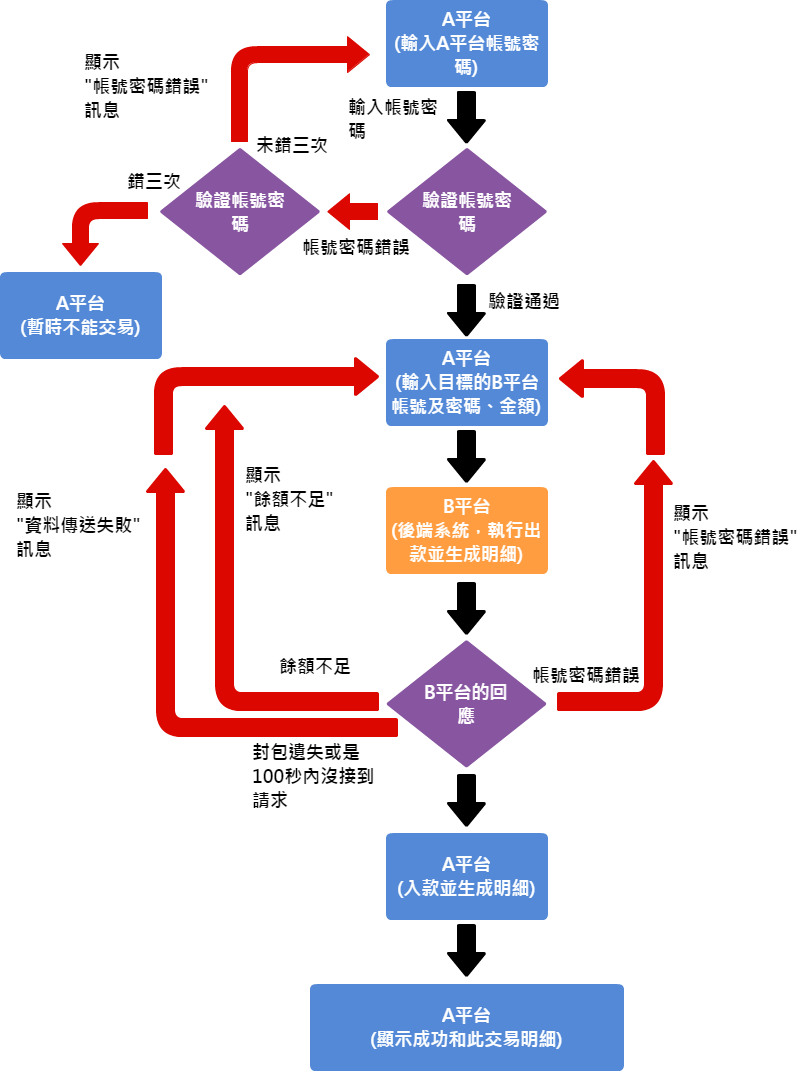 A平台
(輸入A平台帳號密
碼)
顯示
"帳號密碼錯誤"
訊息
輸入帳號密
碼
未錯三次
錯三次
驗證帳號密
碼
驗證帳號密
碼
帳號密碼錯誤
A平台
(暫時不能交易)
驗證通過
A平台
(輸入目標的B平台
帳號及密碼、金額)
顯示
"餘額不足"
訊息
顯示
"資料傳送失敗"
訊息
B平台
(後端系統，執行出
款並生成明細)
顯示
"帳號密碼錯誤"
訊息
餘額不足
帳號密碼錯誤
B平台的回
應
封包遺失或是
100秒內沒接到
請求
A平台
(入款並生成明細)
A平台
(顯示成功和此交易明細)